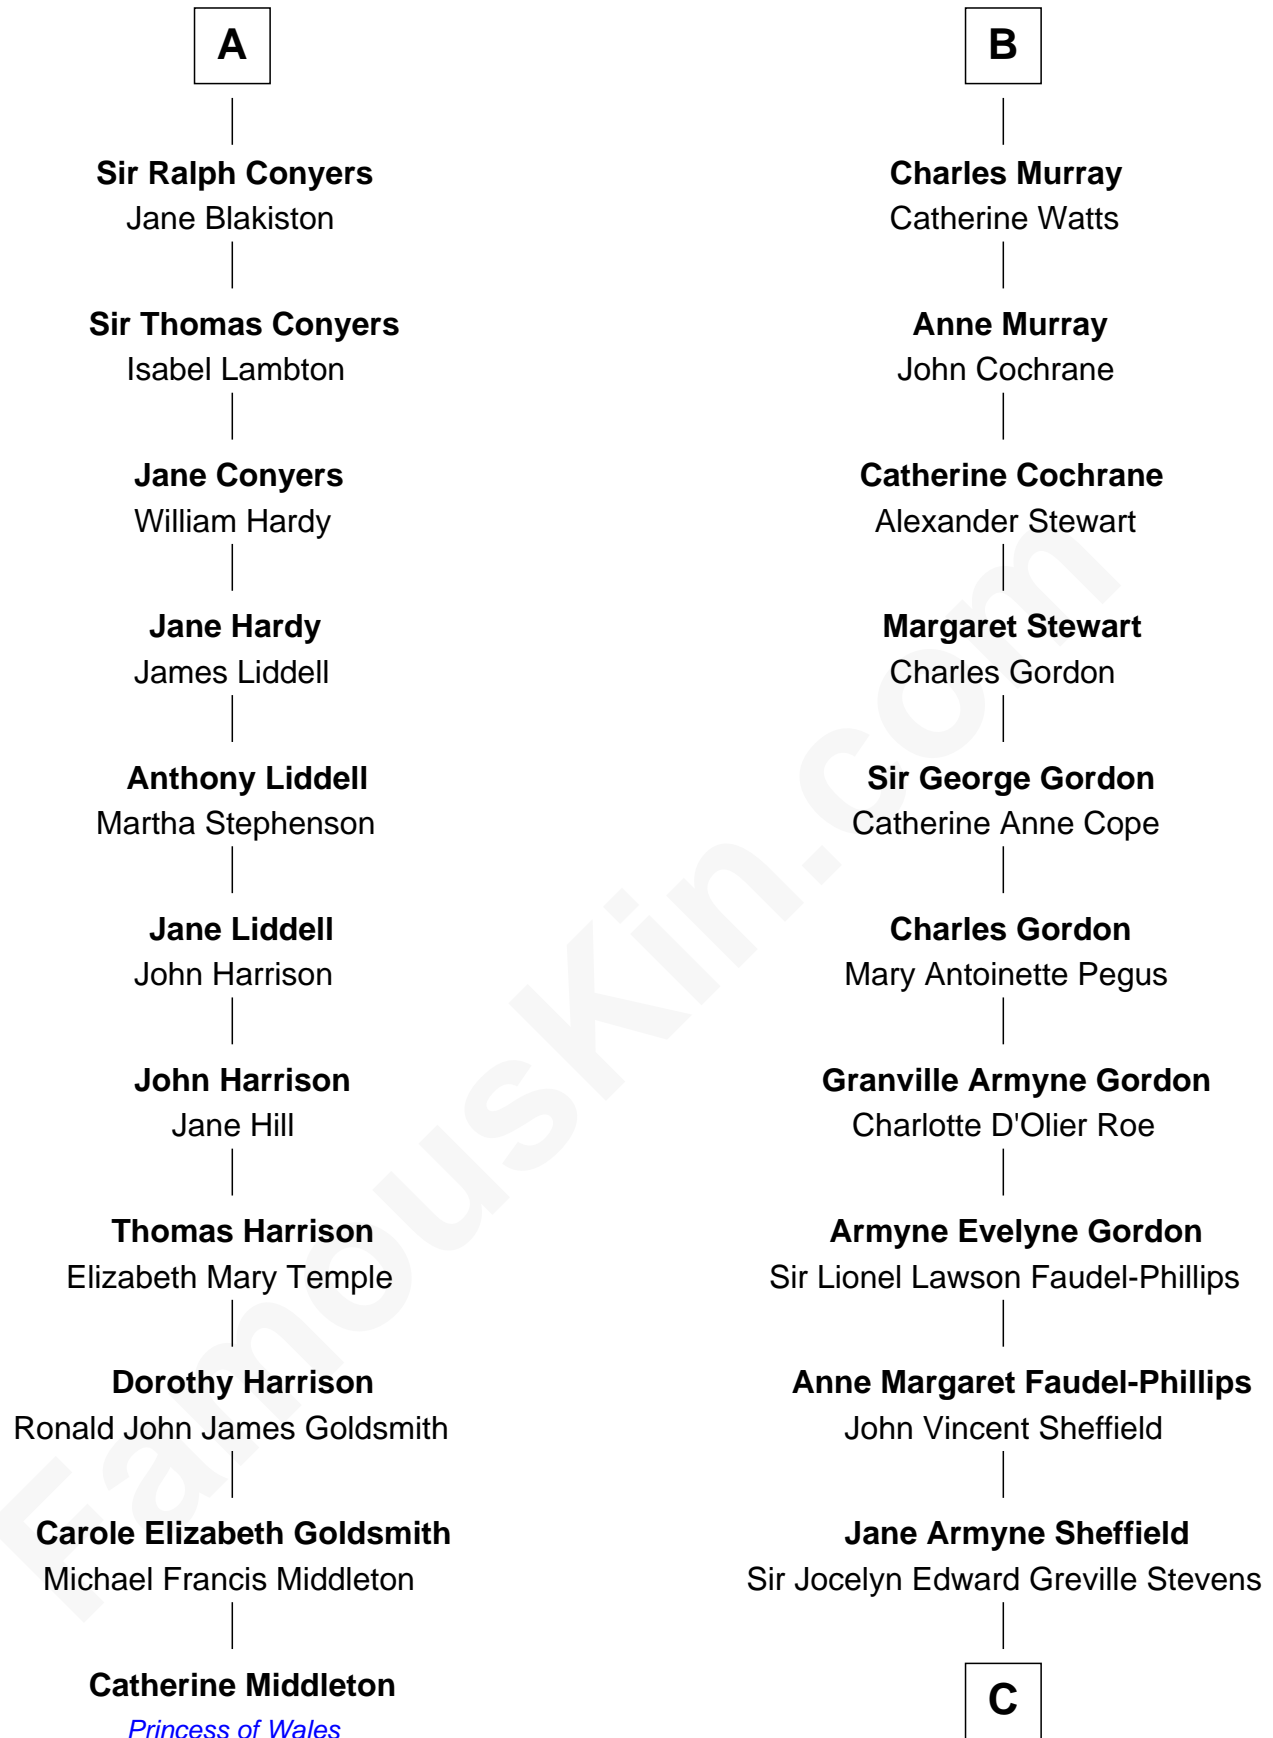 A
Sir Ralph Conyers
Jane Blakiston
Sir Thomas Conyers
Isabel Lambton
Jane Conyers
William Hardy
Jane Hardy
James Liddell
Anthony Liddell
Martha Stephenson
Jane Liddell
John Harrison
John Harrison
Jane Hill
Thomas Harrison
Elizabeth Mary Temple
Dorothy Harrison
Ronald John James Goldsmith
Carole Elizabeth Goldsmith
Michael Francis Middleton
Catherine Middleton
Princess of Wales
B
Charles Murray
Catherine Watts
Anne Murray
John Cochrane
Catherine Cochrane
Alexander Stewart
Margaret Stewart
Charles Gordon
Sir George Gordon
Catherine Anne Cope
Charles Gordon
Mary Antoinette Pegus
Granville Armyne Gordon
Charlotte D'Olier Roe
Armyne Evelyne Gordon
Sir Lionel Lawson Faudel-Phillips
Anne Margaret Faudel-Phillips
John Vincent Sheffield
Jane Armyne Sheffield
Sir Jocelyn Edward Greville Stevens
C
FamousKin.com